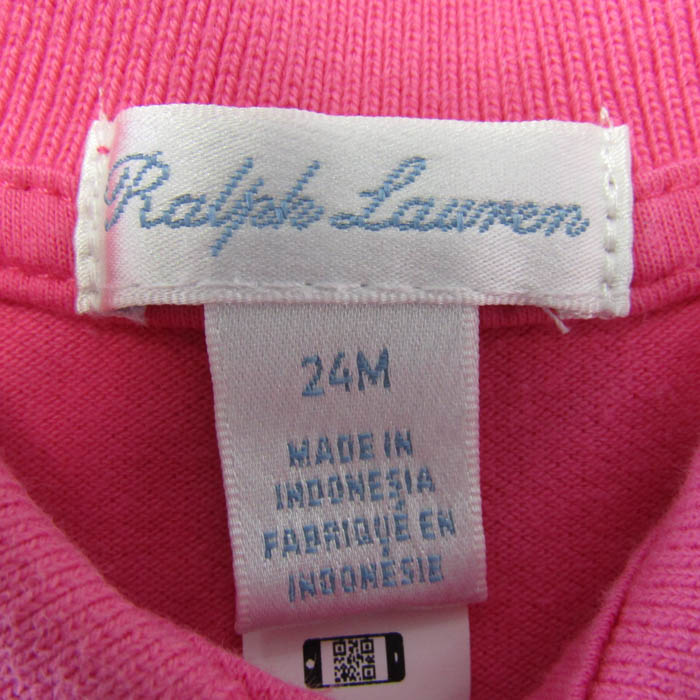 Ralph Lauren
24M
MADE IN
INDONESIA
FABRIQUÉ EN
INDONÉSIE